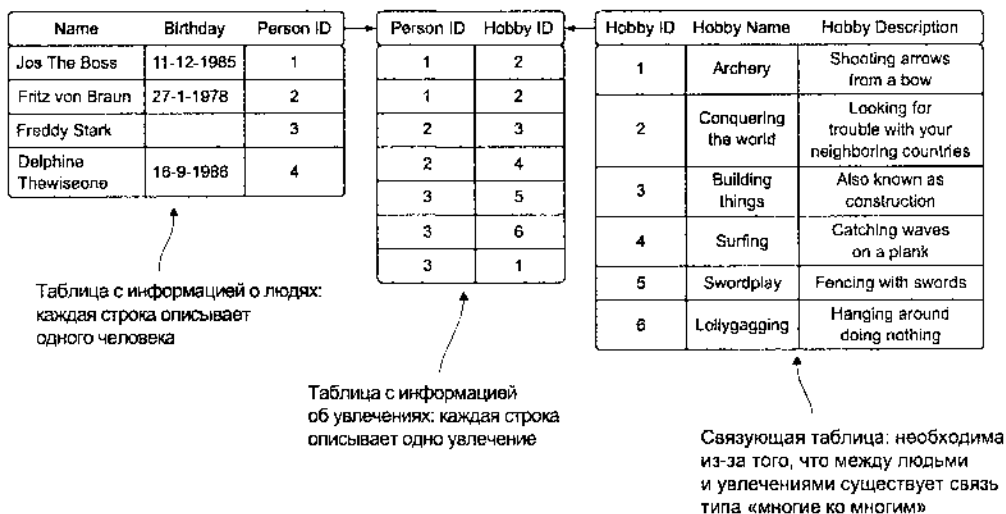 Name Birthday Person ID
Jos The Boss 11-12-1985 1
Fritz von Braun 27-1-1978 2
Freddy Stark 3
Delphine
Thewiseone 16-9-1986 4
Person ID Hobby ID
1 2
1 2
2 3
2 4
3 5
3 6
3 1
Hobby ID Hobby Name Hobby Description
1 Archery Shooting arrows
from a bow
2 Conquering
the world Looking for
trouble with your
neighboring countries
3 Building
things Also known as
construction
4 Surfing Catching waves
on a plank
5 Swordplay Fencing with swords
6 Lollygagging Hanging around
doing nothing
Таблица с информацией о людях:
каждая строка описывает
одного человека
Таблица с информацией
об увлечениях: каждая строка
описывает одно увлечение
Связующая таблица: необходима
из-за того, что между людьми
и увлечениями существует связь
типа «многие ко многим»